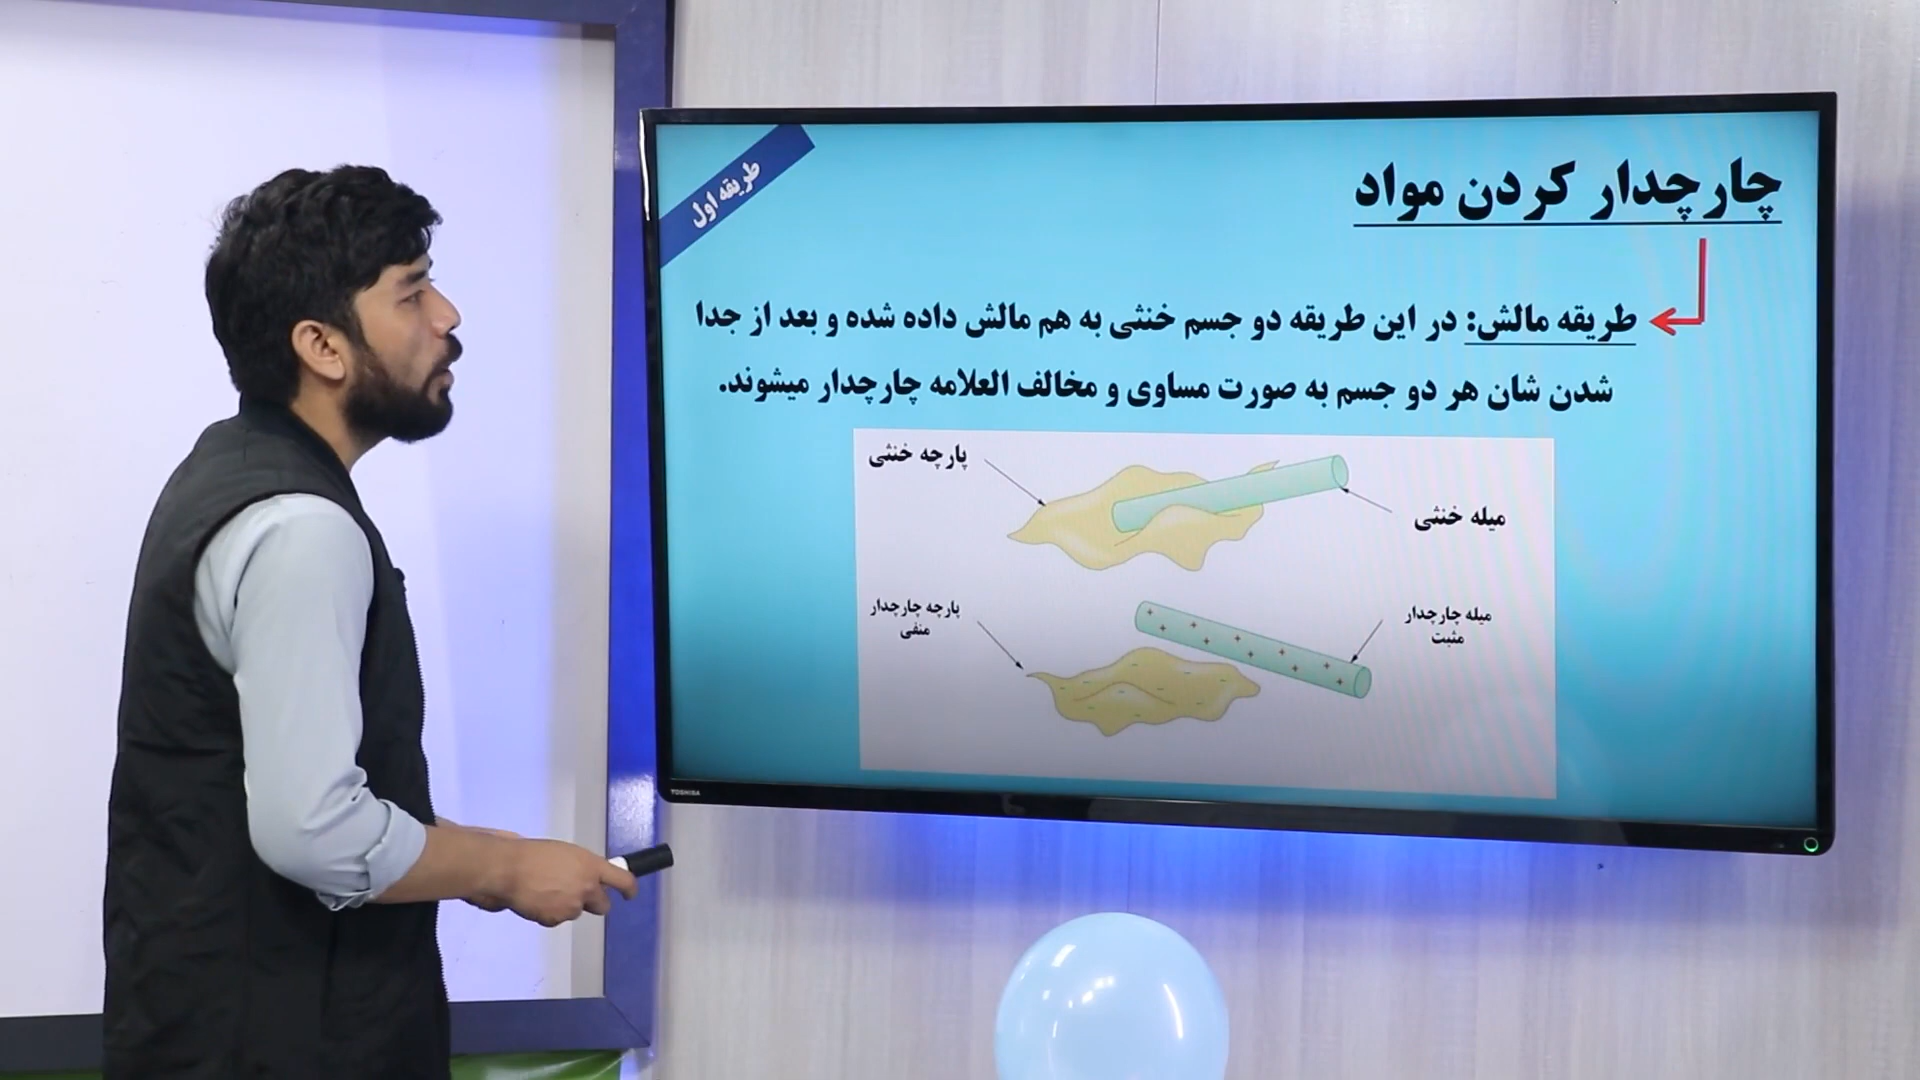 طریقه اول
چارچدار کردن مواد
طریقه مالش: در این طریقه دو جسم خنثی به هم مالش داده شده و بعد از جدا
شدن شان هر دو جسم به صورت مساوی و مخالف العلامه چارچدار میشوند.
پارچه خنثی
میله خنثی
پارچه چارچدار
منفی
میله چارچدار
مثبت
TOSHIBA